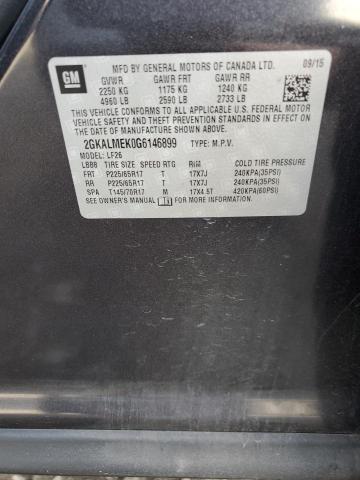 GM
MFD BY GENERAL MOTORS OF CANADA LTD.
09/15
GVWR GAWR FRT GAWR RR
2250 KG 1175 KG 1240 KG
4960 LB 2590 LB 2733 LB
THIS VEHICLE CONFORMS TO ALL APPLICABLE U.S. FEDERAL MOTOR
VEHICLE SAFETY AND THEFT PREVENTION STANDARDS IN EFFECT ON
THE DATE OF MANUFACTURE SHOWN ABOVE.
2GKALMEK0G6146899 TYPE: M.P.V.
MODEL: LF26
LBBB TIRE SIZE SPEED RTG RIM COLD TIRE PRESSURE
FRT P225/65R17 T 17X7J 240KPA(35PSI)
RR P225/65R17 T 17X7J 240KPA(35PSI)
SPA T145/70R17 M 17X4.5T 420KPA(60PSI)
SEE OWNER'S MANUAL FOR MORE INFORMATION.